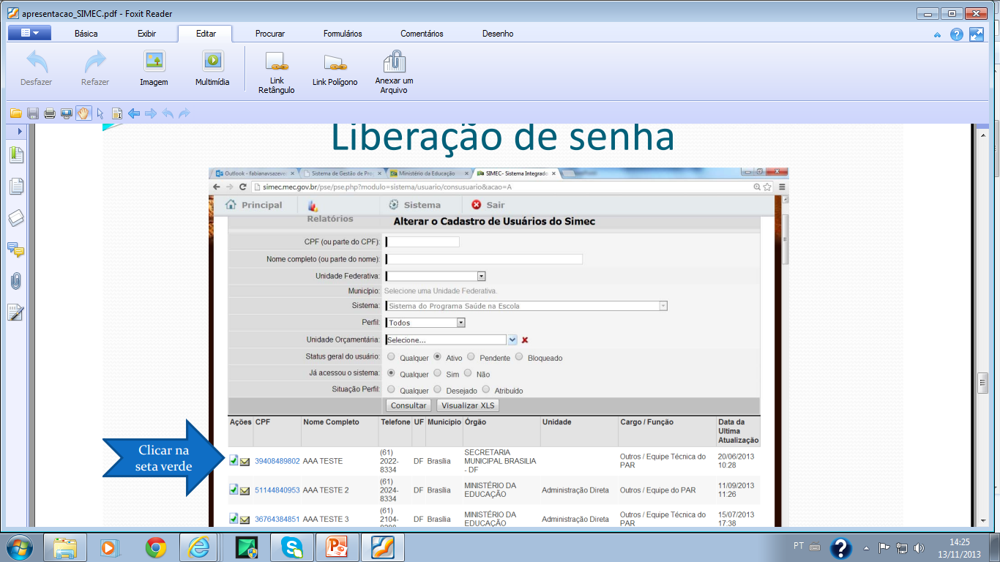 apresentacao_SIMEC.pdf - Foxit Reader
Básica Exibir Editar Procurar Formulários Comentários Desenho
Desfazer Refazer Imagem Multimídia Link Retângulo Link Polígono Anexar um Arquivo
Liberação de senha
Outlook - fabianavsazeve Sistema de Gestão de Pro Ministério da Educação SIMEC- Sistema Integrado
simec.mec.gov.br/pse/pse.php?modulo=sistema/usuario/consusuario&acao=A
Principal Relatórios Sistema Sair
Alterar o Cadastro de Usuários do Simec
CPF (ou parte do CPF):
Nome completo (ou parte do nome):
Unidade Federativa:
Município: Selecione uma Unidade Federativa.
Sistema: Sistema do Programa Saúde na Escola
Perfil: Todos
Unidade Orçamentária: Selecione...
Status geral do usuário: Qualquer Ativo Pendente Bloqueado
Já acessou o sistema: Qualquer Sim Não
Situação Perfil: Qualquer Desejado Atribuído
Consultar Visualizar XLS
Ações CPF Nome Completo Telefone UF Municipio Órgão Unidade Cargo / Função Data da Ultima Atualização
Clicar na
seta verde
39408489802 AAA TESTE (61) 2022-8334 DF Brasília SECRETARIA MUNICIPAL BRASILIA - DF Outros / Equipe Técnica do PAR 20/06/2013 10:28
51144840953 AAA TESTE 2 (61) 2024-8334 DF Brasília MINISTÉRIO DA EDUCAÇÃO Administração Direta Outros / Equipe do PAR 11/09/2013 11:26
36764384851 AAA TESTE 3 (61) 2104- DF Brasília MINISTÉRIO DA EDUCAÇÃO Administração Direta Outros / Equipe Técnica do PAR 15/07/2013 17:38
PT 14:25
13/11/2013